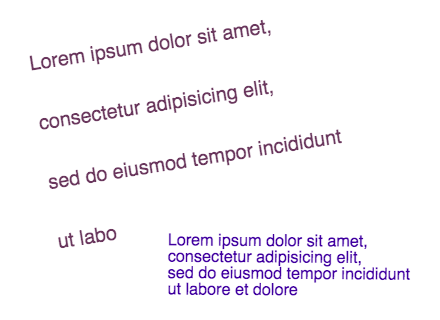 Lorem ipsum dolor sit amet,
consectetur adipisicing elit,
sed do eiusmod tempor incididunt
ut labo
Lorem ipsum dolor sit amet,
consectetur adipisicing elit,
sed do eiusmod tempor incididunt
ut labore et dolore